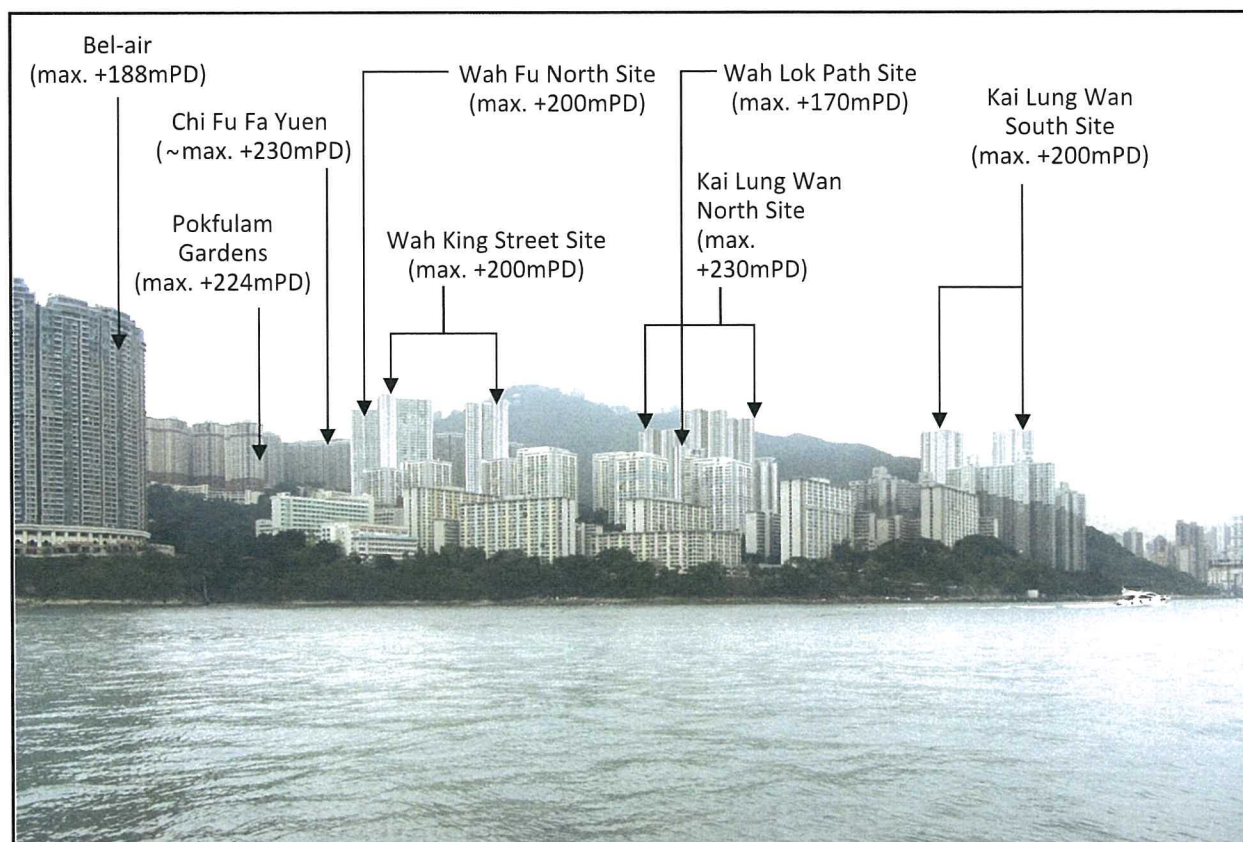 Bel-air
(max. +188mPD)
Chi Fu Fa Yuen
(~max. +230mPD)
Pokfulam
Gardens
(max. +224mPD)
Wah Fu North Site
(max. +200mPD)
Wah King Street Site
(max. +200mPD)
Wah Lok Path Site
(max. +170mPD)
Kai Lung Wan
North Site
(max.
+230mPD)
Kai Lung Wan
South Site
(max. +200mPD)